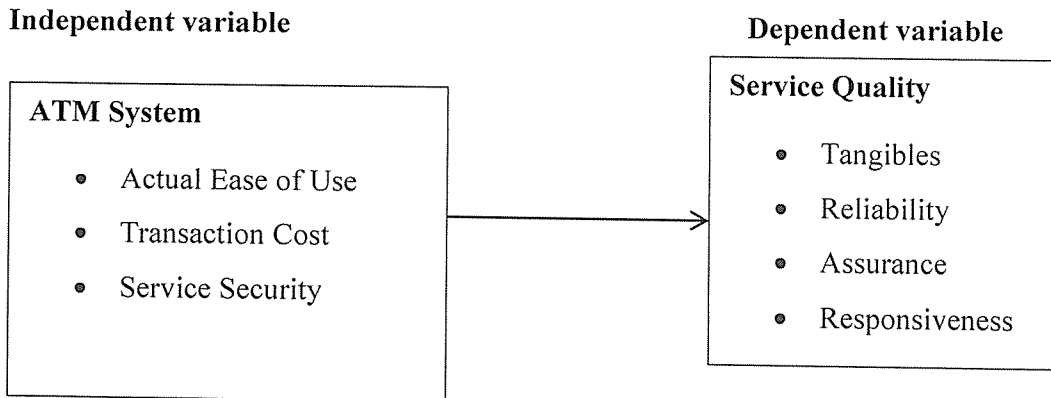 Independent variable
Dependent variable
ATM System
• Actual Ease of Use
• Transaction Cost
• Service Security
Service Quality
• Tangibles
• Reliability
• Assurance
• Responsiveness